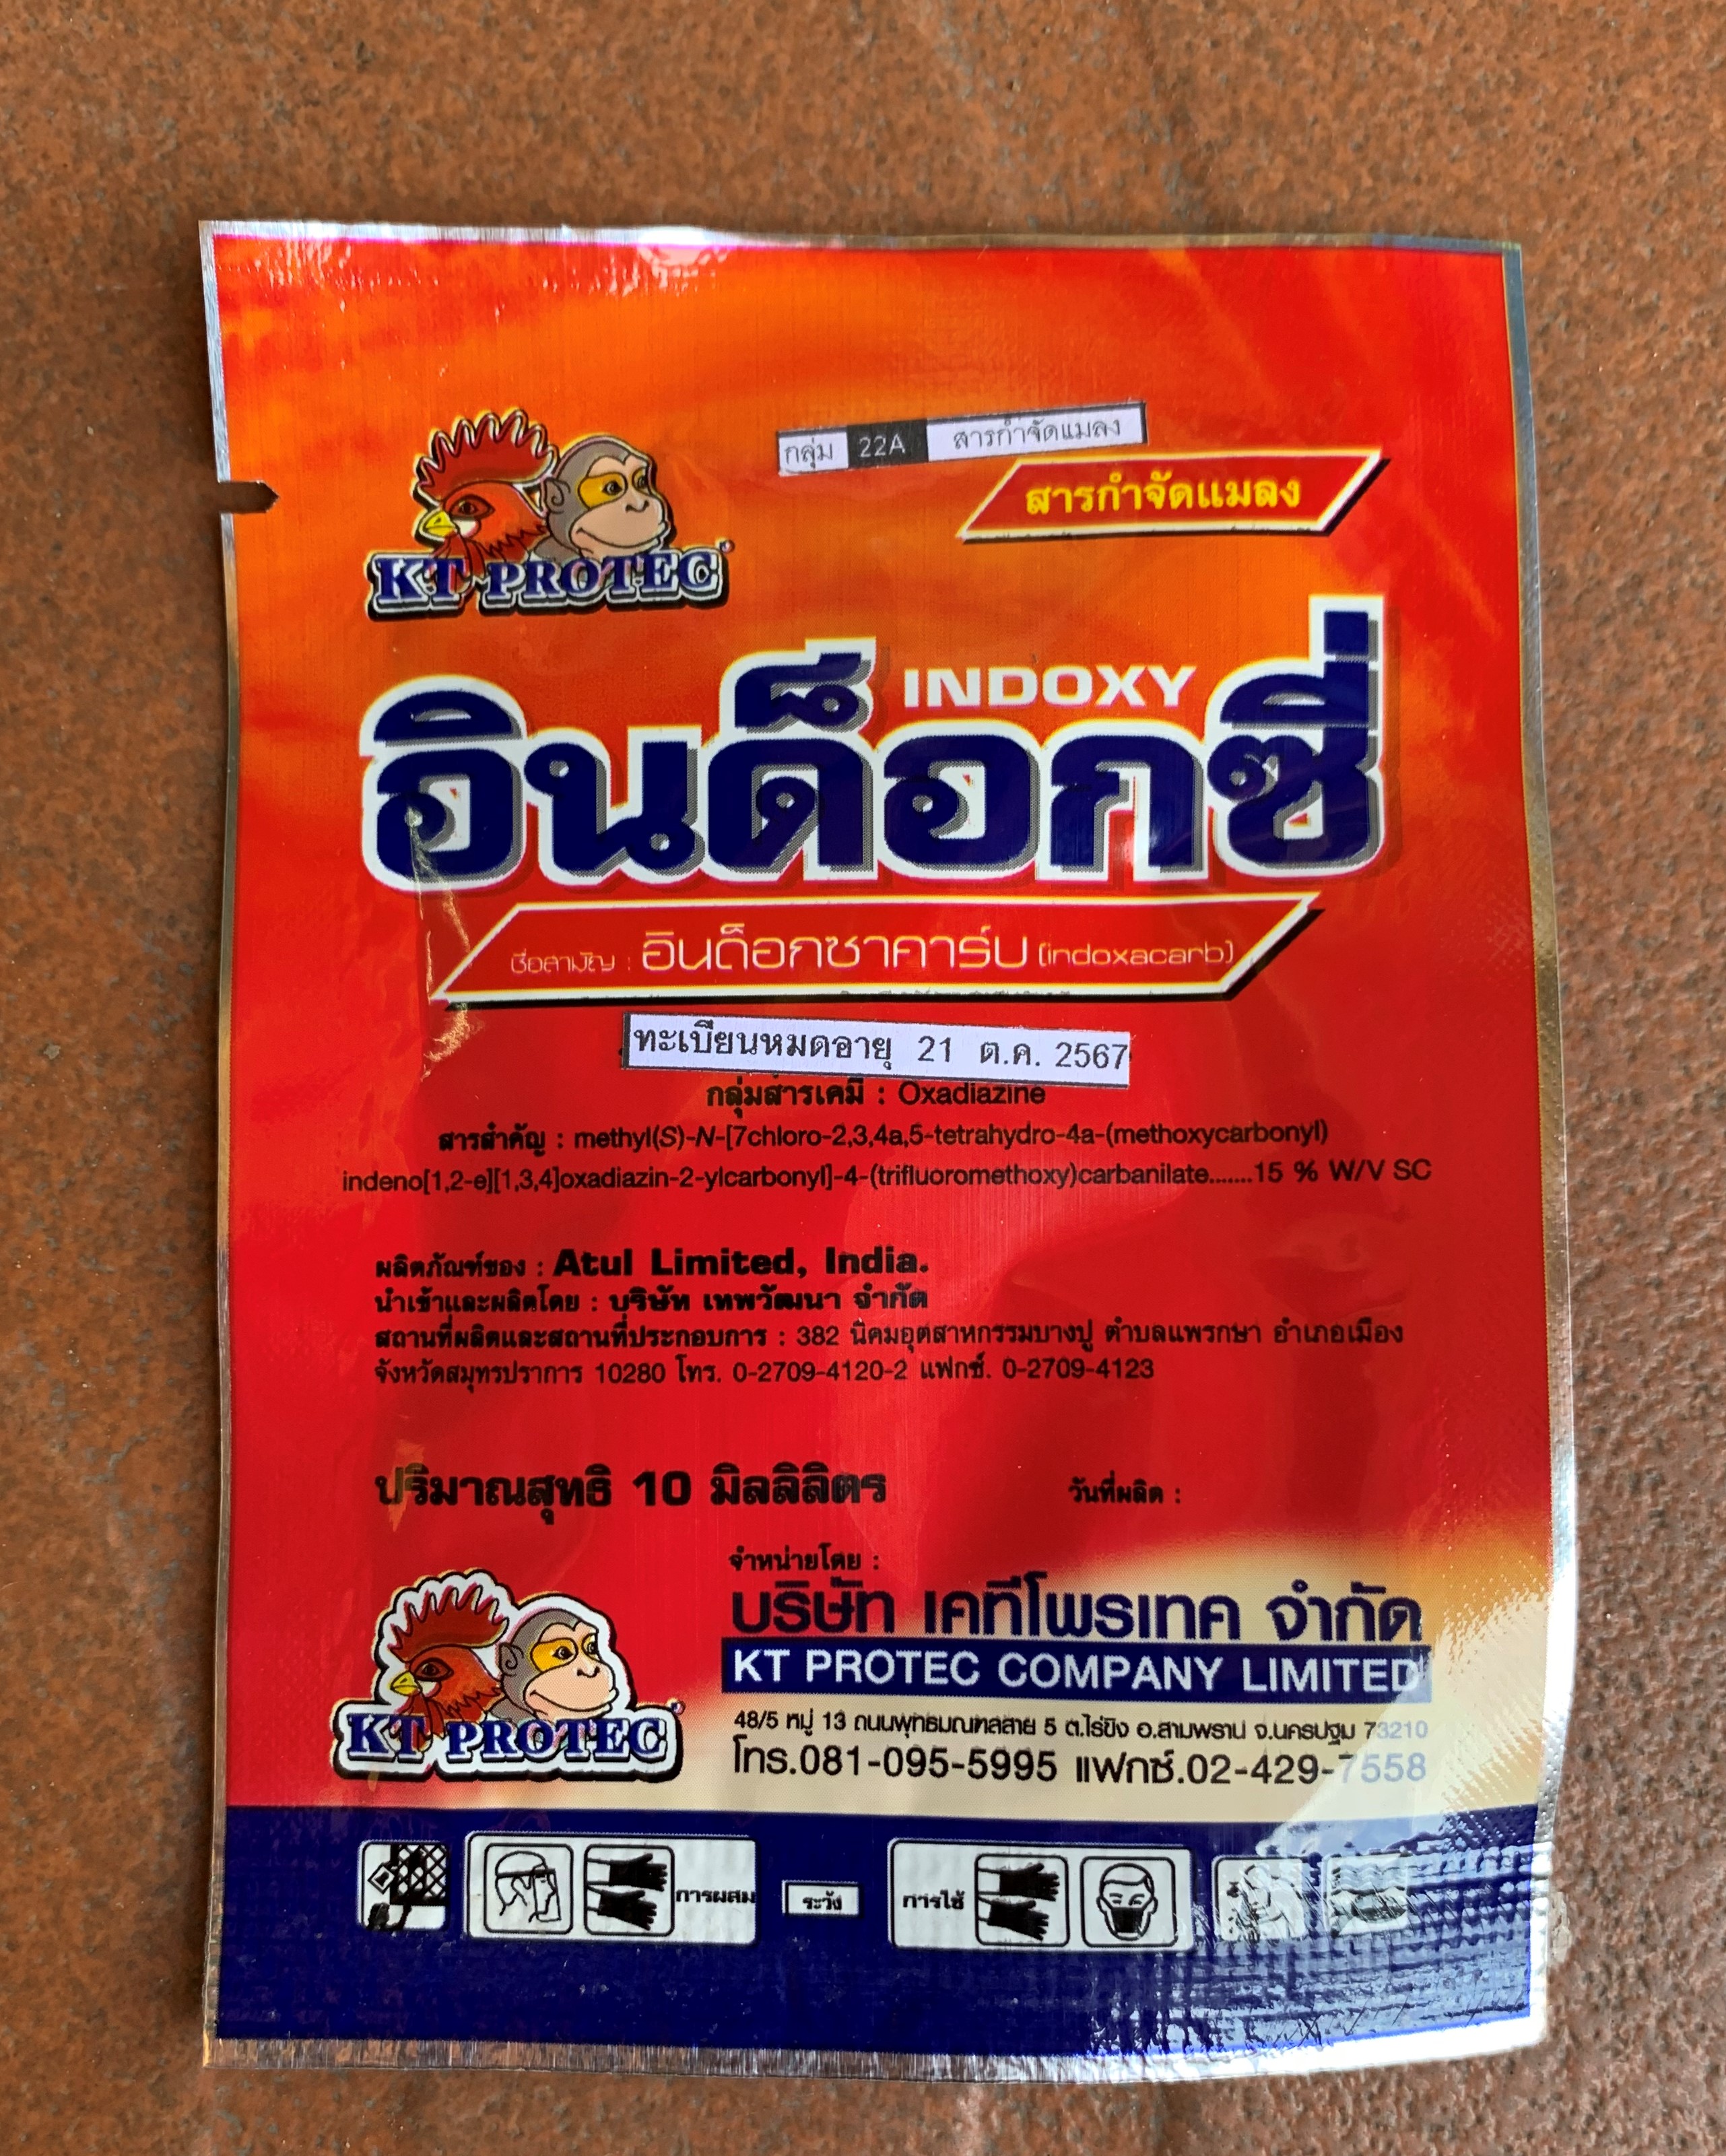 กลุ่ม 22A สารกำจัดแมลง
สารกำจัดแมลง
KT PROTEC
INDOXY
อินด็อกซี่
ชื่อสามัญ : อินด็อกซาคาร์บ (indoxacarb)
ทะเบียนหมดอายุ 21 ต.ค. 2567
กลุ่มสารเคมี : Oxadiazine
สารสำคัญ : methyl(S)-N-[7chloro-2,3,4a,5-tetrahydro-4a-(methoxycarbonyl)
indeno[1,2-e][1,3,4]oxadiazin-2-ylcarbonyl]-4-(trifluoromethoxy)carbanilate.......15 % W/V SC
ผลิตภัณฑ์ของ : Atul Limited, India.
นำเข้าและผลิตโดย : บริษัท เทพวัฒนา จำกัด
สถานที่ผลิตและสถานที่ประกอบการ : 382 นิคมอุตสาหกรรมบางปู ตำบลแพรกษา อำเภอเมือง
จังหวัดสมุทรปราการ 10280 โทร. 0-2709-4120-2 แฟกซ์. 0-2709-4123
ปริมาณสุทธิ 10 มิลลิลิตร
วันที่ผลิต :
จำหน่ายโดย :
บริษัท เคทีโพรเทค จำกัด
KT PROTEC COMPANY LIMITED
KT PROTEC
48/5 หมู่ 13 ถนนพุทธมณฑลสาย 5 ต.ไร่ขิง อ.สามพราน จ.นครปฐม 73210
โทร.081-095-5995 แฟกซ์.02-429-7558
การผสม
ระวัง
การใช้